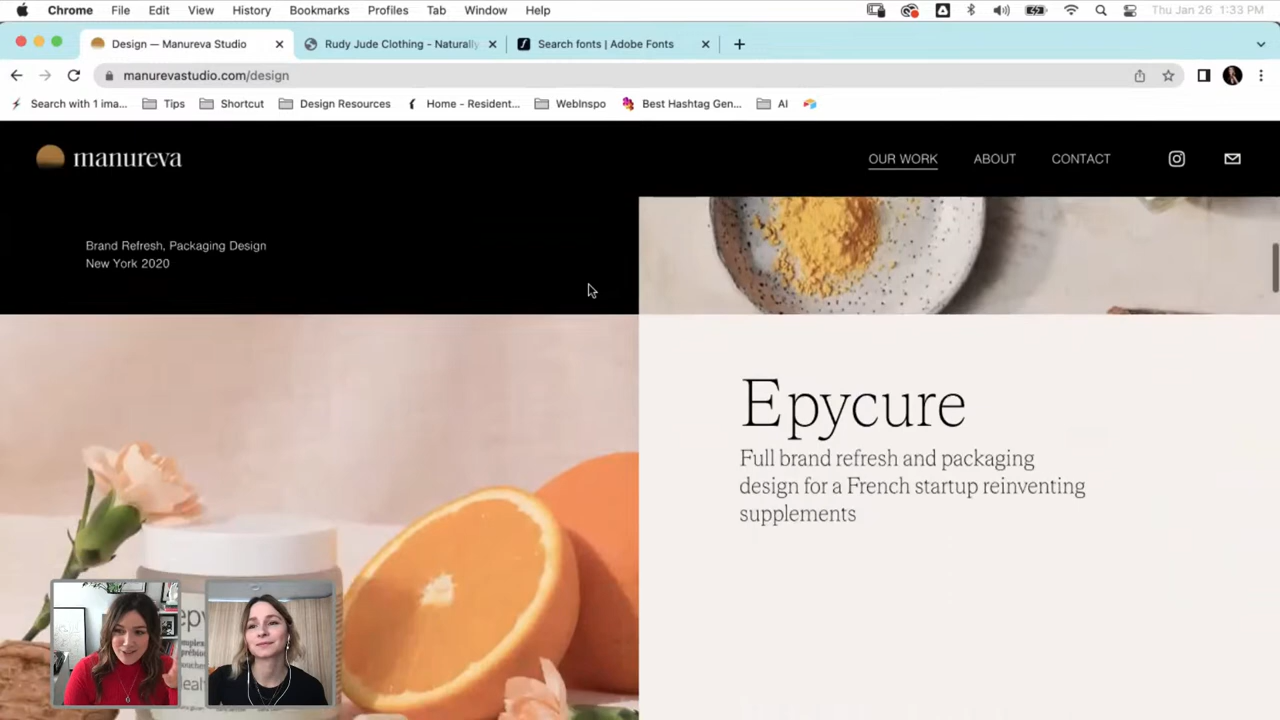 Chrome File Edit View History Bookmarks Profiles Tab Window Help Thu Jan 26 1:33 PM
Design — Manureva Studio Rudy Jude Clothing - Naturally Search fonts | Adobe Fonts
manurevastudio.com/design
Search with 1 ima... Tips Shortcut Design Resources Home - Resident... WebInspo Best Hashtag Gen... AI
manureva OUR WORK ABOUT CONTACT
Brand Refresh, Packaging Design
New York 2020
Epycure
Full brand refresh and packaging
design for a French startup reinventing
supplements